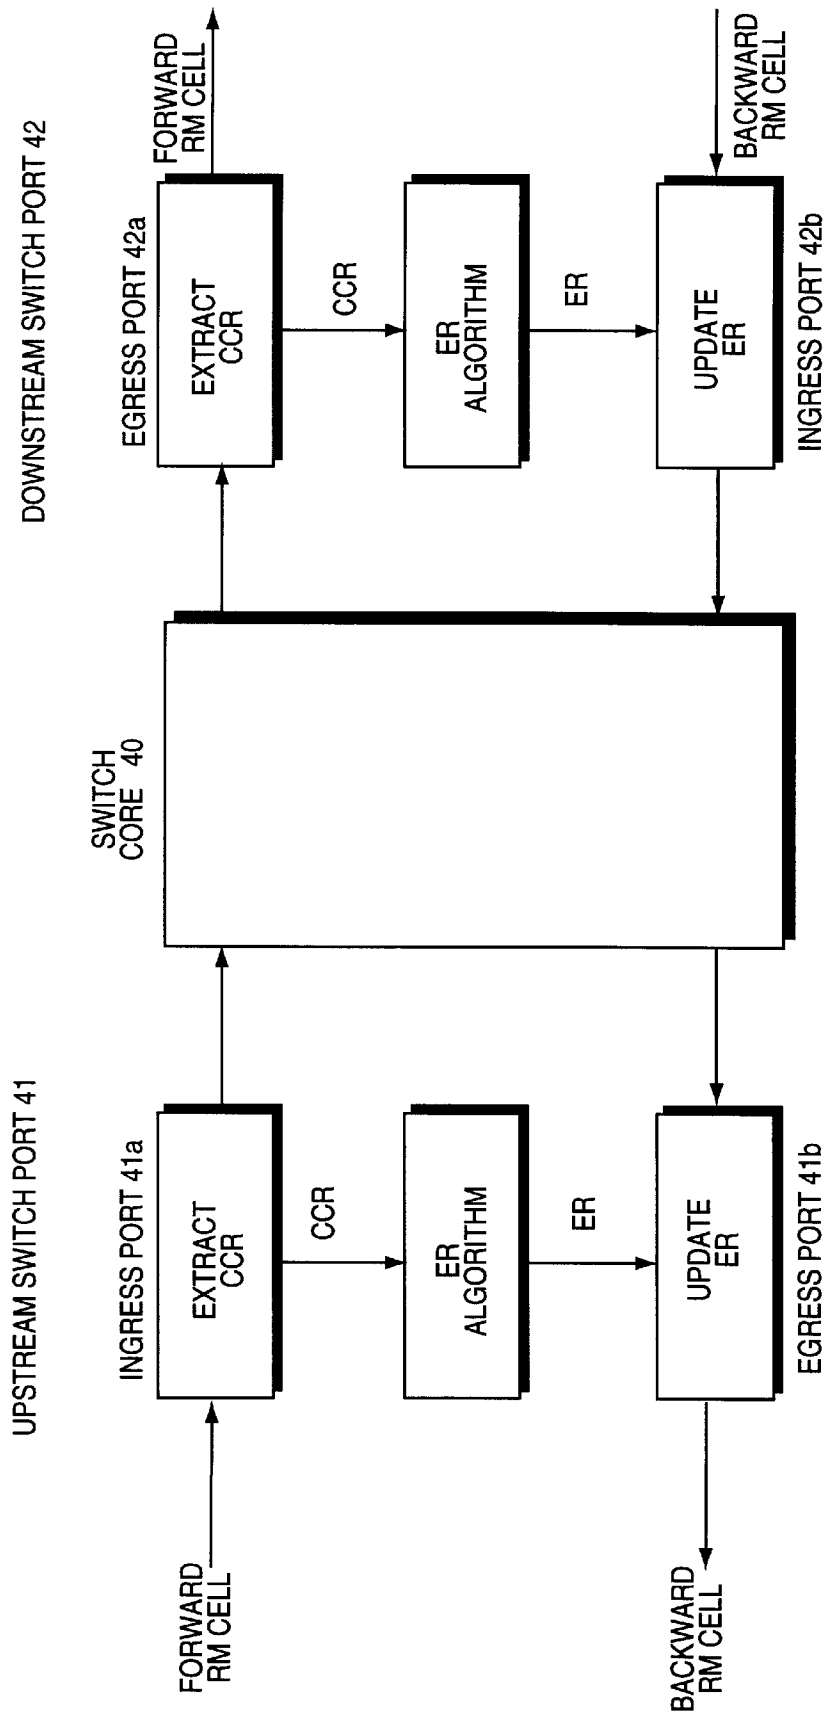 UPSTREAM SWITCH PORT 41
DOWNSTREAM SWITCH PORT 42
INGRESS PORT 41a
SWITCH
CORE 40
EGRESS PORT 42a
FORWARD
RM CELL
EXTRACT
CCR
EXTRACT
CCR
FORWARD
RM CELL
CCR
CCR
ER
ALGORITHM
ER
ALGORITHM
ER
ER
BACKWARD
RM CELL
UPDATE
ER
UPDATE
ER
BACKWARD
RM CELL
EGRESS PORT 41b
INGRESS PORT 42b